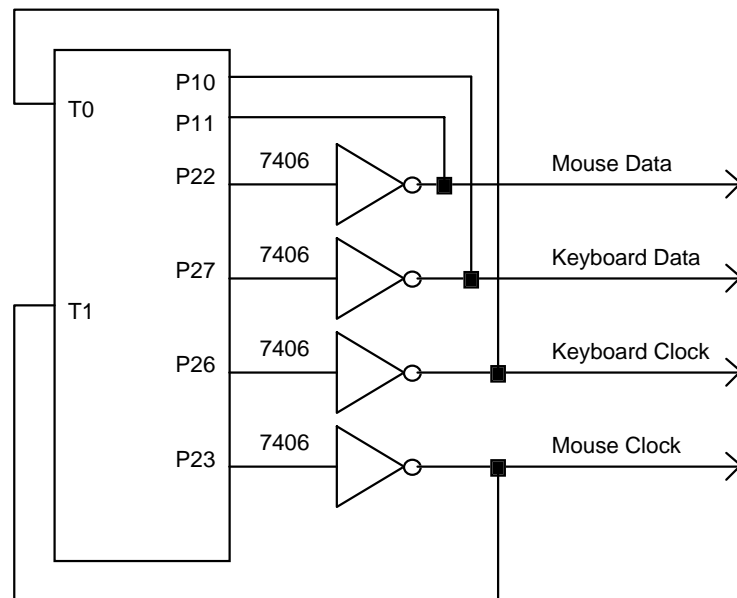 P10
T0
P11
7406
Mouse Data
P22
7406
Keyboard Data
P27
T1
7406
Keyboard Clock
P26
7406
Mouse Clock
P23